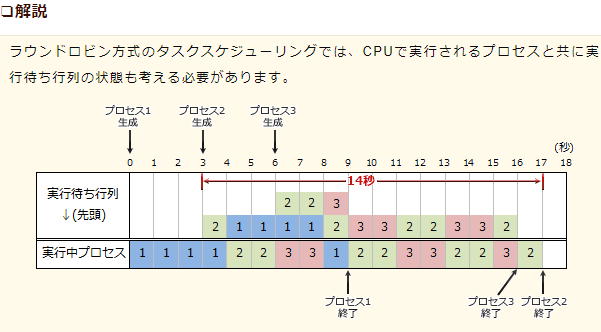 ❏解説
ラウンドロビン方式のタスクスケジューリングでは、CPUで実行されるプロセスと共に実
行待ち行列の状態も考える必要があります。
プロセス1 プロセス2 プロセス3
生成 生成 生成
(秒)
0 1 2 3 4 5 6 7 8 9 10 11 12 13 14 15 16 17 18
14秒
実行待ち行列 2 2 3
↓(先頭) 2 1 1 1 1 2 3 3 2 2 3 3 2
実行中プロセス 1 1 1 1 2 2 3 3 1 2 2 3 3 2 2 3 2
プロセス1 プロセス3 プロセス2
終了 終了 終了